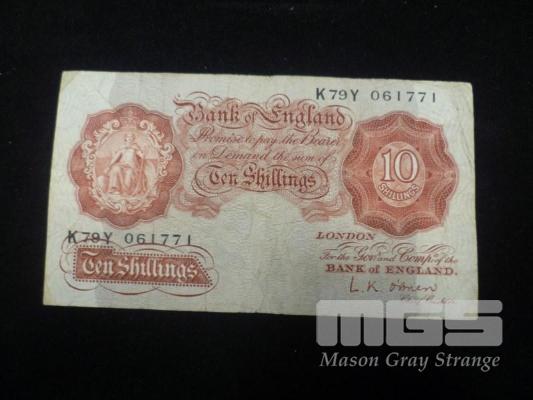 K79Y 061771
Bank of England
Promise to pay the Bearer
on Demand the sum of
Ten Shillings
10
SHILLINGS
K79Y 061771
Ten Shillings
LONDON
For the Govr. and Compa. of the
BANK OF ENGLAND.
L.K. O'Brien
MGS
Mason Gray Strange